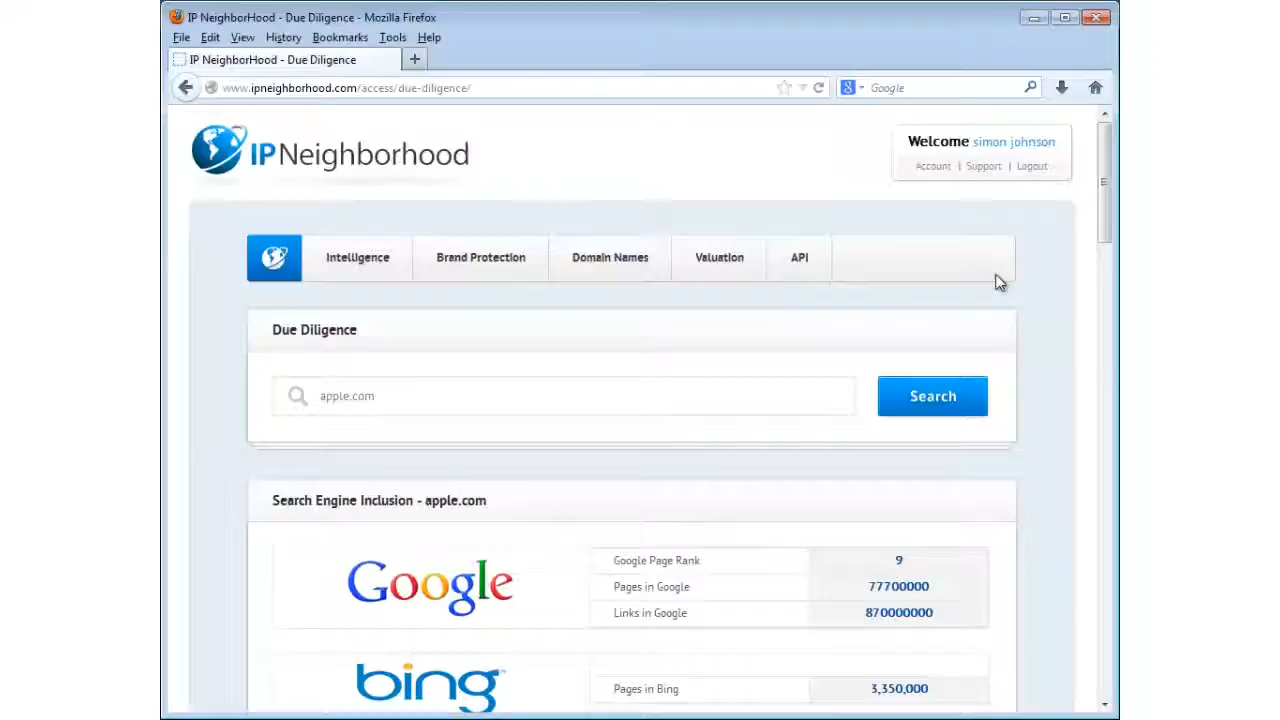 IP NeighborHood - Due Diligence - Mozilla Firefox
File Edit View History Bookmarks Tools Help
IP NeighborHood - Due Diligence +
www.ipneighborhood.com/access/due-diligence/ Google
IPNeighborhood
Welcome simon johnson
Account | Support | Logout
Intelligence Brand Protection Domain Names Valuation API
Due Diligence
apple.com Search
Search Engine Inclusion - apple.com
Google
Google Page Rank 9
Pages in Google 77700000
Links in Google 870000000
bing
Pages in Bing 3,350,000